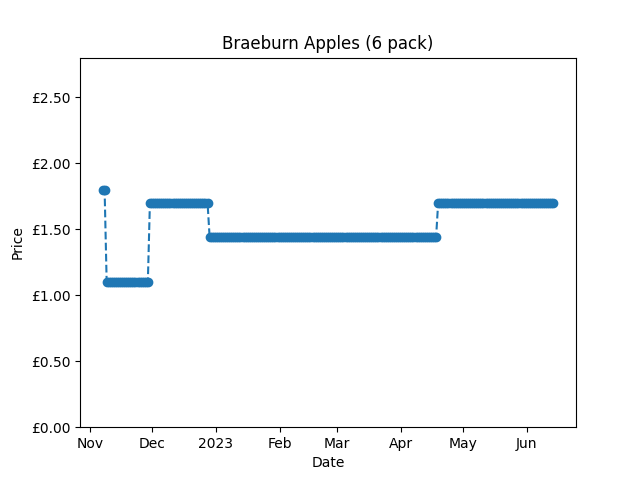 Braeburn Apples (6 pack)
£2.50
£2.00
£1.50
£1.00
£0.50
£0.00
Price
Nov Dec 2023 Feb Mar Apr May Jun
Date